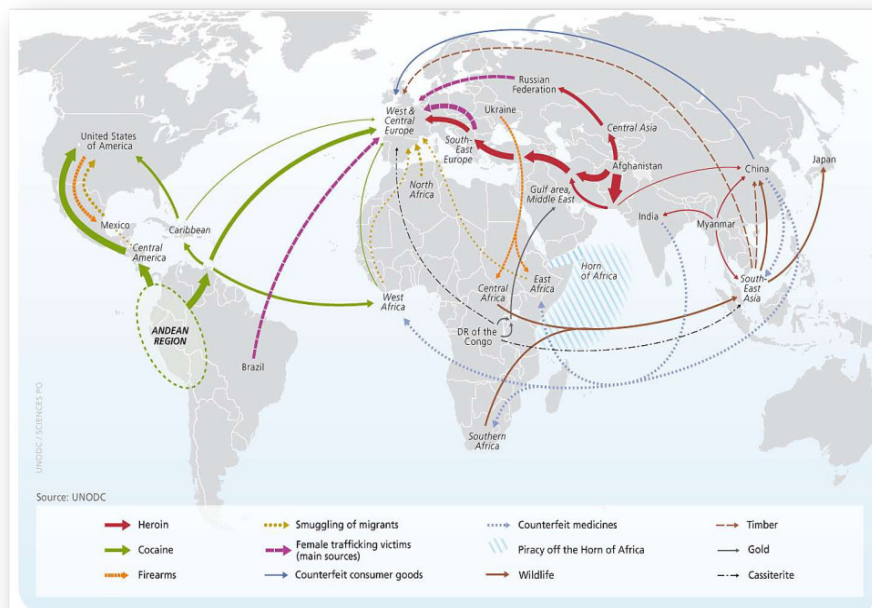 Russian
Federation
West &
Central
Europe
Ukraine
United States
of America
South-
East
Europe
Central Asia
Afghanistan
China
Japan
North
Africa
Gulf area,
Middle East
Mexico
Caribbean
India
Myanmar
Central
America
Horn
of Africa
East
Africa
South-
East
Asia
West
Africa
Central
Africa
ANDEAN
REGION
DR of the
Congo
Brazil
Southern
Africa
UNODC / SCIENCES PO
Source: UNODC
Heroin
Cocaine
Firearms
Smuggling of migrants
Female trafficking victims
(main sources)
Counterfeit consumer goods
Counterfeit medicines
Piracy off the Horn of Africa
Wildlife
Timber
Gold
Cassiterite